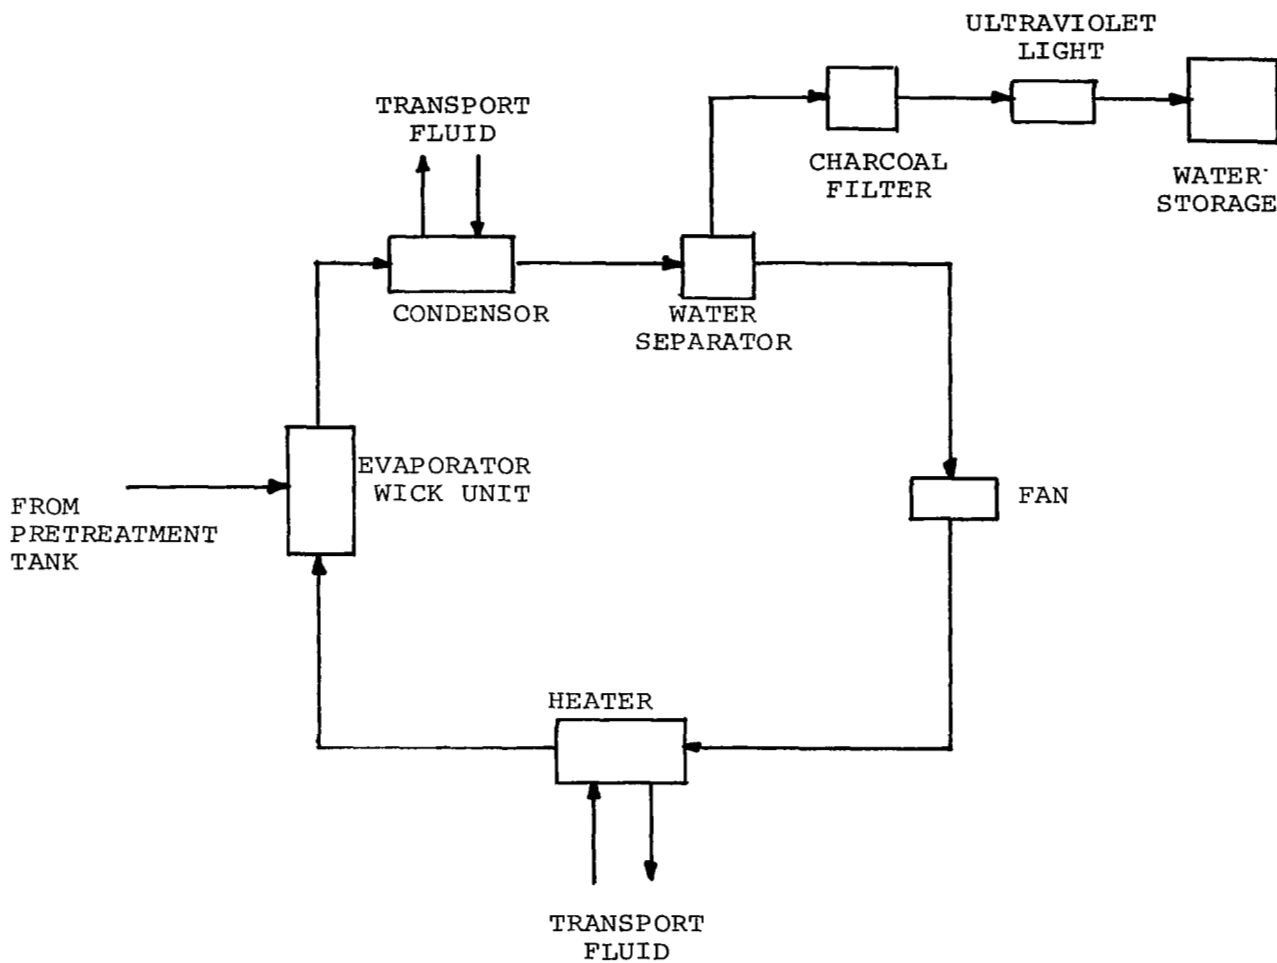 ULTRAVIOLET
LIGHT
TRANSPORT
FLUID
CHARCOAL
FILTER
WATER
STORAGE
CONDENSOR
WATER
SEPARATOR
EVAPORATOR
WICK UNIT
FROM
PRETREATMENT
TANK
FAN
HEATER
TRANSPORT
FLUID